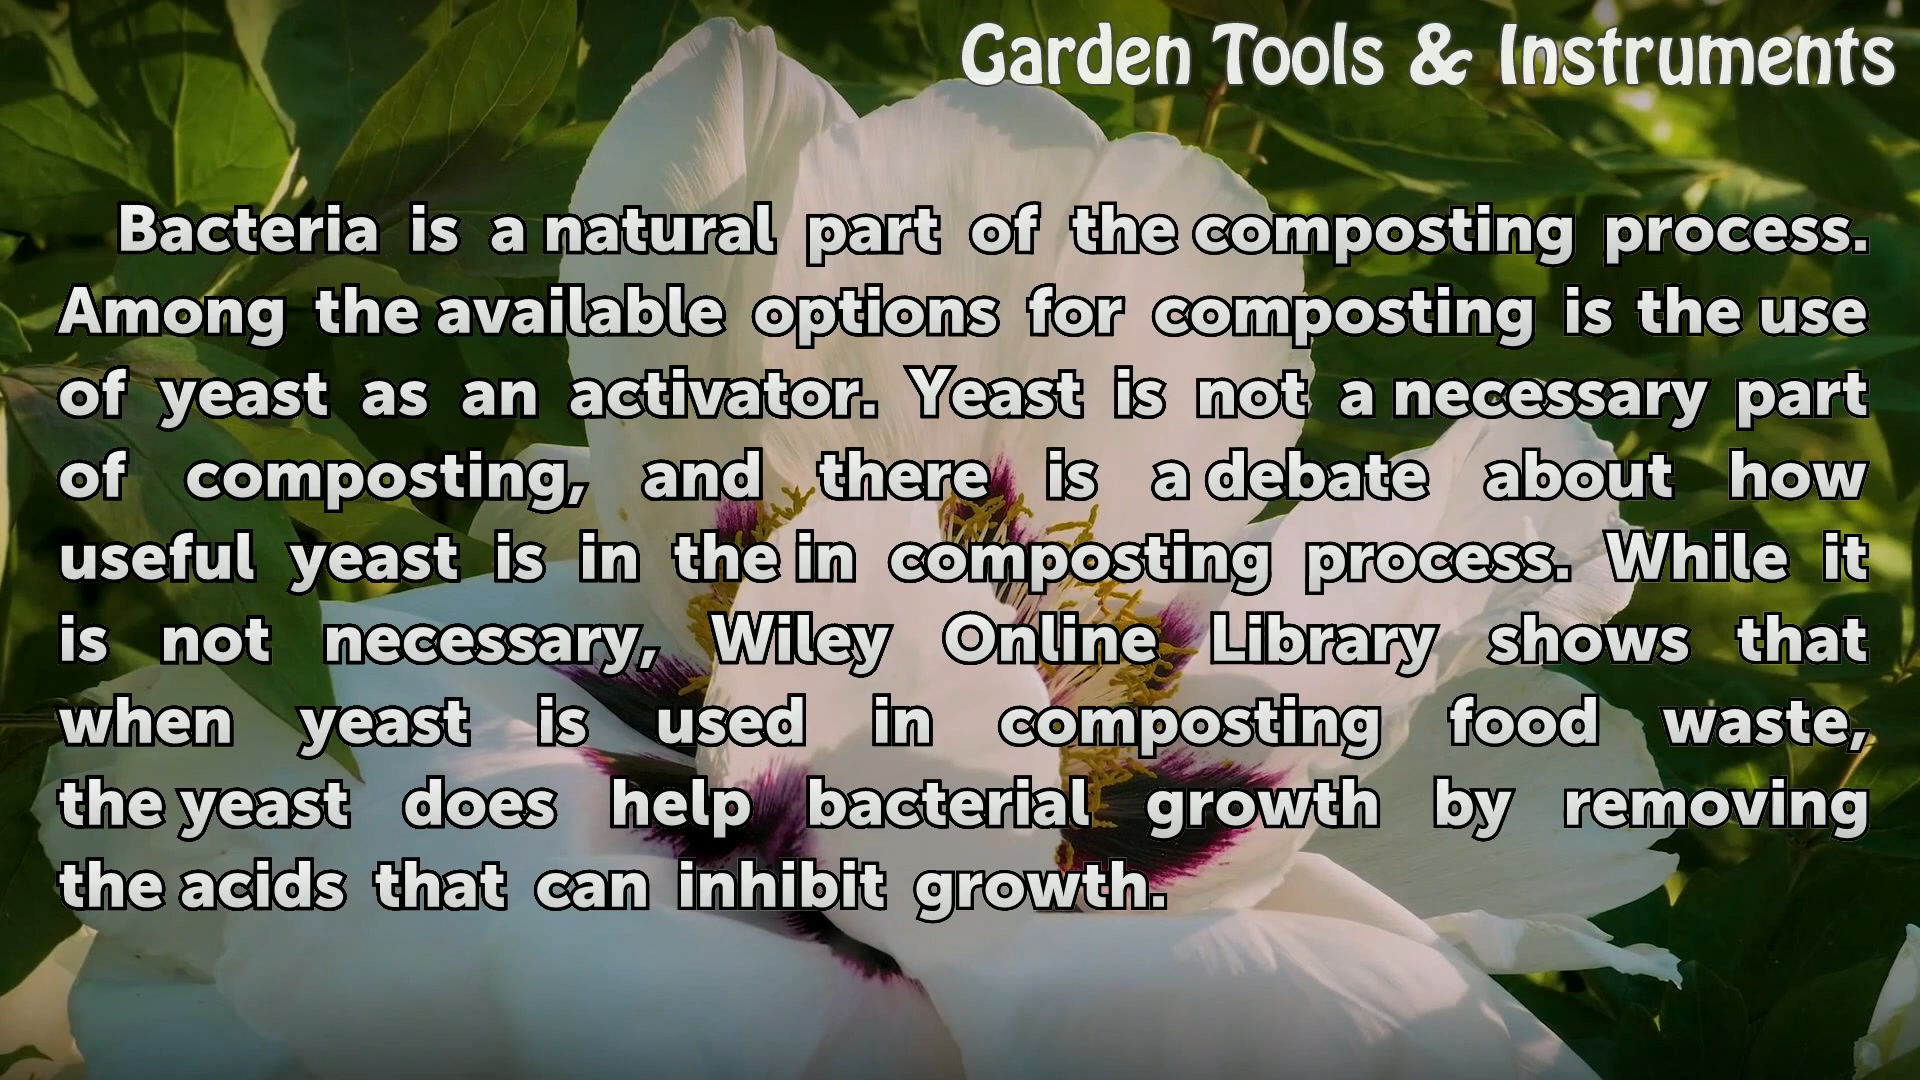 Garden Tools & Instruments
Bacteria is a natural part of the composting process.
Among the available options for composting is the use
of yeast as an activator. Yeast is not a necessary part
of composting, and there is a debate about how
useful yeast is in the in composting process. While it
is not necessary, Wiley Online Library shows that
when yeast is used in composting food waste,
the yeast does help bacterial growth by removing
the acids that can inhibit growth.